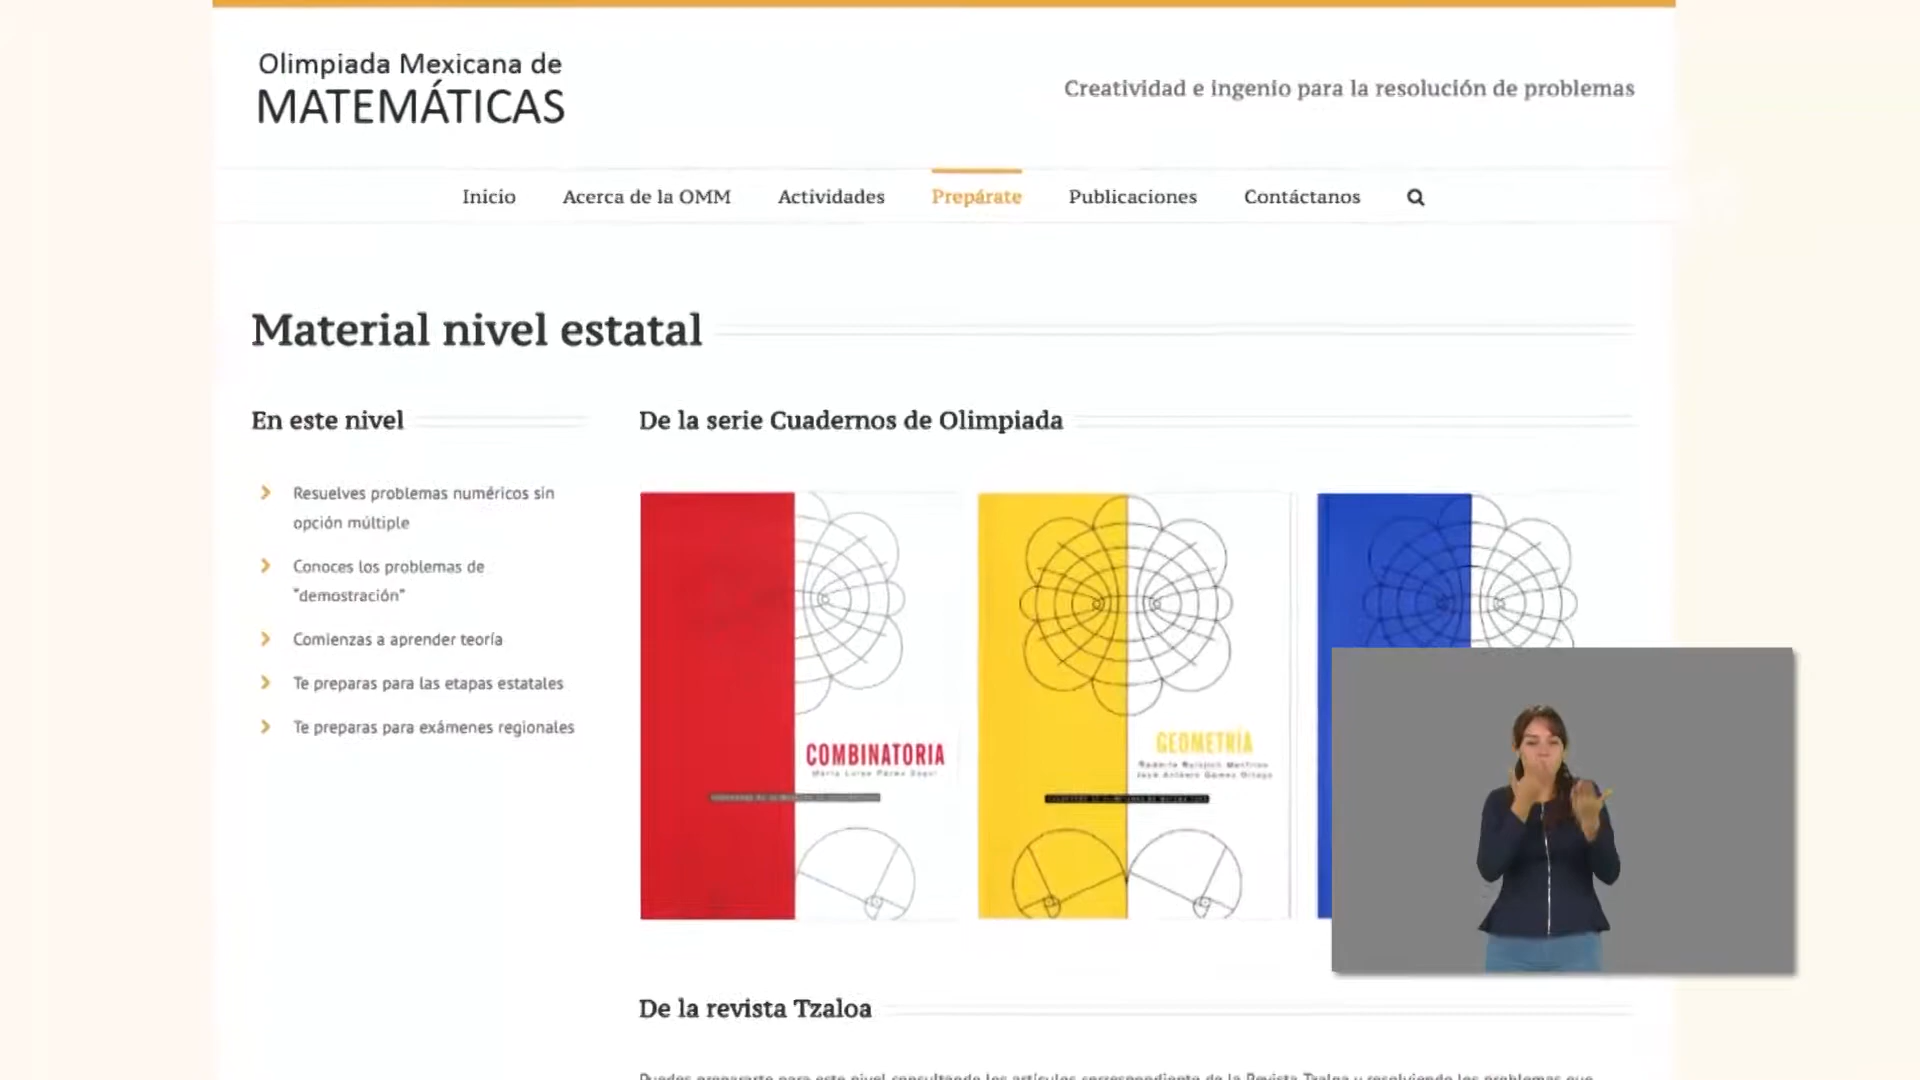 Olimpiada Mexicana de
MATEMÁTICAS
Creatividad e ingenio para la resolución de problemas
Inicio
Acerca de la OMM
Actividades
Prepárate
Publicaciones
Contáctanos
Material nivel estatal
En este nivel
Resuelves problemas numéricos sin
opción múltiple
Conoces los problemas de
"demostración"
Comienzas a aprender teoría
Te preparas para las etapas estatales
Te preparas para exámenes regionales
De la serie Cuadernos de Olimpiada
COMBINATORIA
GEOMETRÍA
De la revista Tzaloa